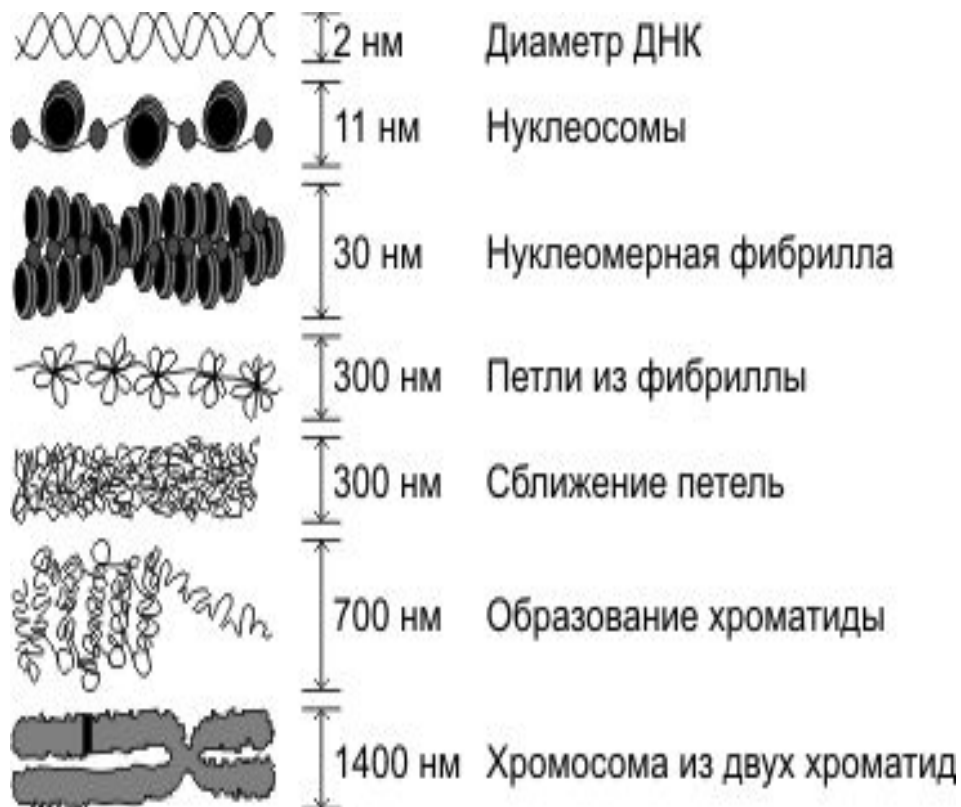 2 нм Диаметр ДНК
11 нм Нуклеосомы
30 нм Нуклеомерная фибрилла
300 нм Петли из фибриллы
300 нм Сближение петель
700 нм Образование хроматиды
1400 нм Хромосома из двух хроматид